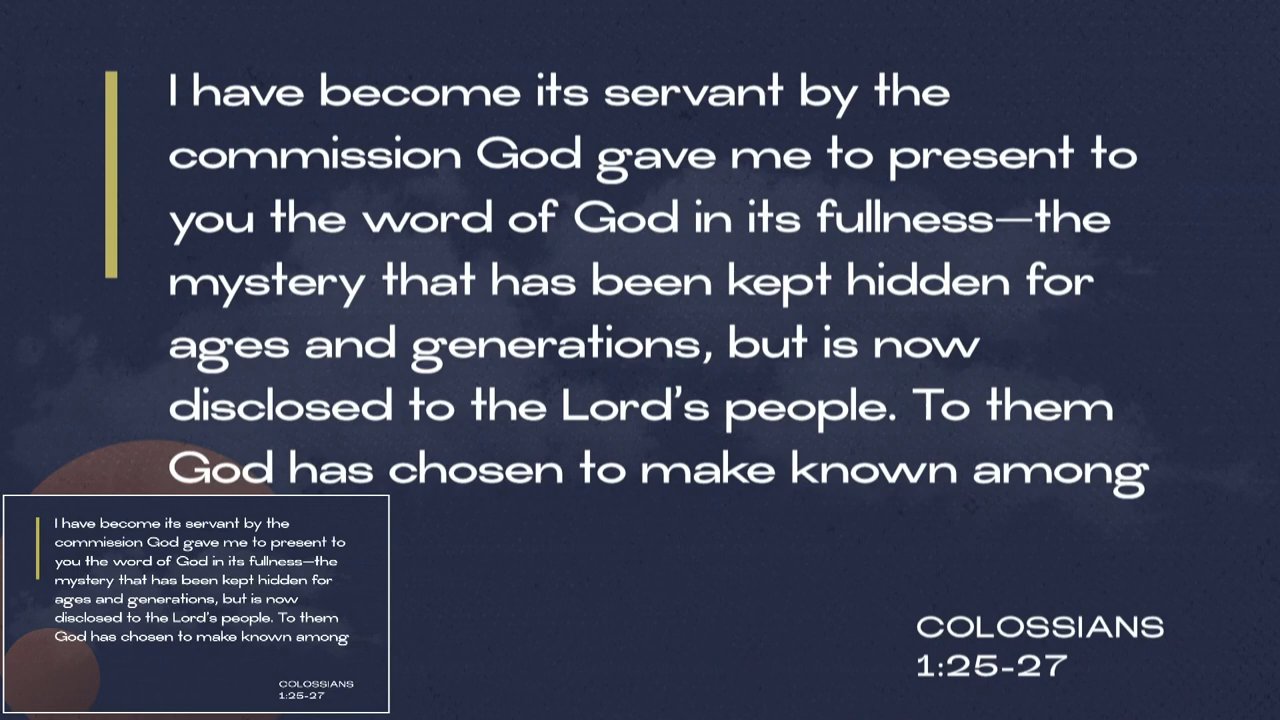 I have become its servant by the
commission God gave me to present to
you the word of God in its fullness—the
mystery that has been kept hidden for
ages and generations, but is now
disclosed to the Lord's people. To them
God has chosen to make known among
COLOSSIANS
1:25-27
I have become its servant by the
commission God gave me to present to
you the word of God in its fullness—the
mystery that has been kept hidden for
ages and generations, but is now
disclosed to the Lord's people. To them
God has chosen to make known among
COLOSSIANS
1:25-27